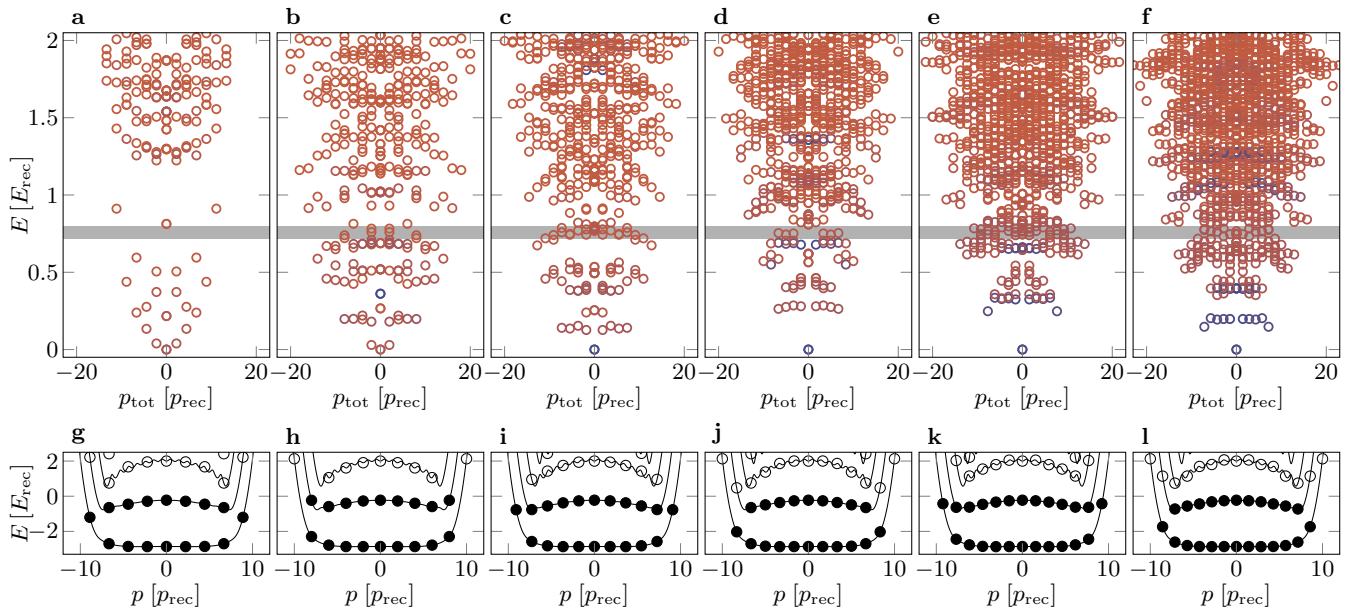 a b c d e f
2
1.5
1
0.5
0
E [E_rec]
−20 0 20 −20 0 20 −20 0 20 −20 0 20 −20 0 20 −20 0 20
p_tot [p_rec] p_tot [p_rec] p_tot [p_rec] p_tot [p_rec] p_tot [p_rec] p_tot [p_rec]
g h i j k l
2
0
−2
E [E_rec]
−10 0 10 −10 0 10 −10 0 10 −10 0 10 −10 0 10 −10 0 10
p [p_rec] p [p_rec] p [p_rec] p [p_rec] p [p_rec] p [p_rec]